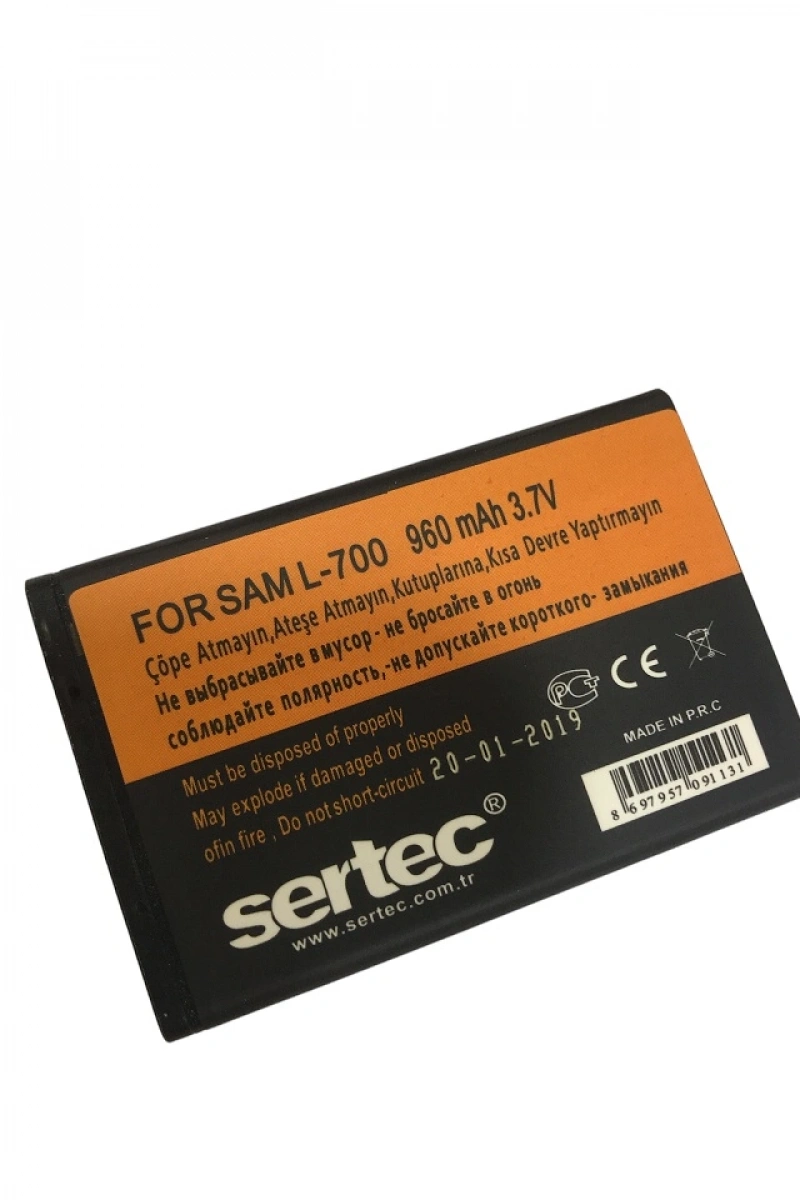 FOR SAM L-700 960 mAh 3.7V
Çöpe Atmayın,Ateşe Atmayın,Kutuplarına,Kısa Devre Yaptırmayın
Не выбрасывайте в мусор - не бросайте в огонь
соблюдайте полярность,-не допускайте короткого- замыкания
Must be disposed of properly
May explode if damaged or disposed
ofin fire , Do not short-circuit
20-01-2019
PCT
CE
MADE IN P.R.C
8 697957 091131
sertec®
www.sertec.com.tr